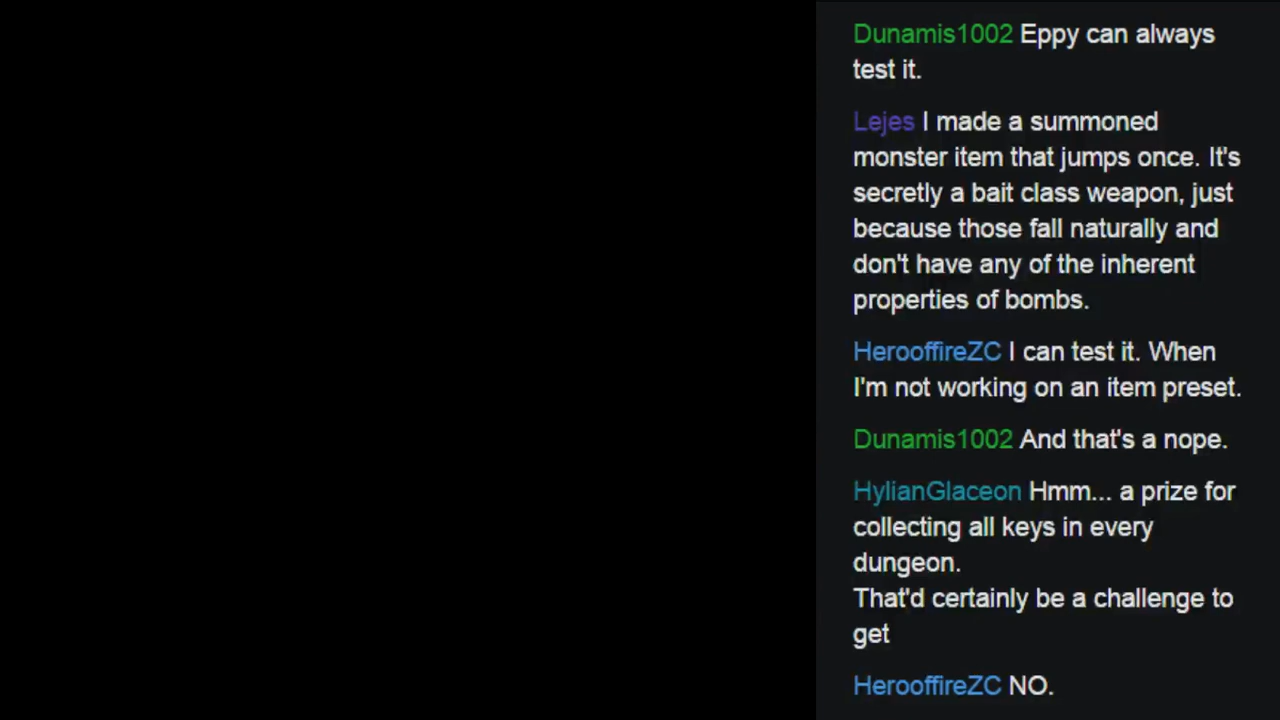 Dunamis1002 Eppy can always
test it.
Lejes I made a summoned
monster item that jumps once. It's
secretly a bait class weapon, just
because those fall naturally and
don't have any of the inherent
properties of bombs.
HerooffireZC I can test it. When
I'm not working on an item preset.
Dunamis1002 And that's a nope.
HylianGlaceon Hmm... a prize for
collecting all keys in every
dungeon.
That'd certainly be a challenge to
get
HerooffireZC NO.